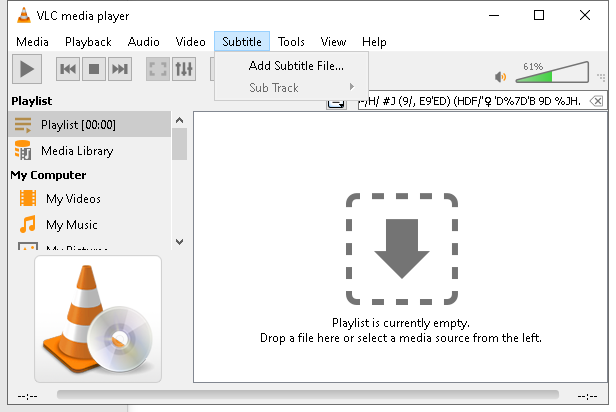 VLC media player
Media Playback Audio Video Subtitle Tools View Help
Add Subtitle File...
Sub Track
61%
Playlist
Playlist [00:00]
Media Library
My Computer
My Videos
My Music
My Pictures
/H/ #J (9/, E9'ED) (HDF/'♀ 'D%7D'B 9D %JH.
Playlist is currently empty.
Drop a file here or select a media source from the left.
--:-- --:--